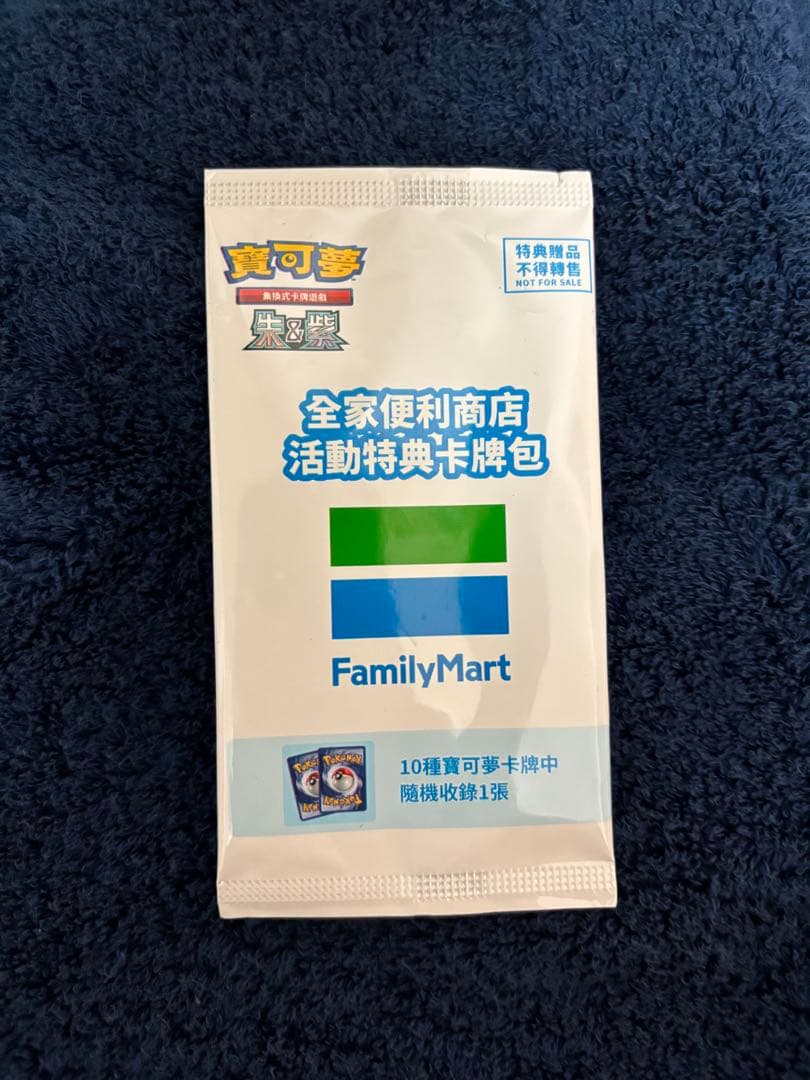 寶可夢
集換式卡牌遊戲
朱&紫
特典贈品
不得轉售
NOT FOR SALE
全家便利商店
活動特典卡牌包
FamilyMart
10種寶可夢卡牌中
隨機收錄1張